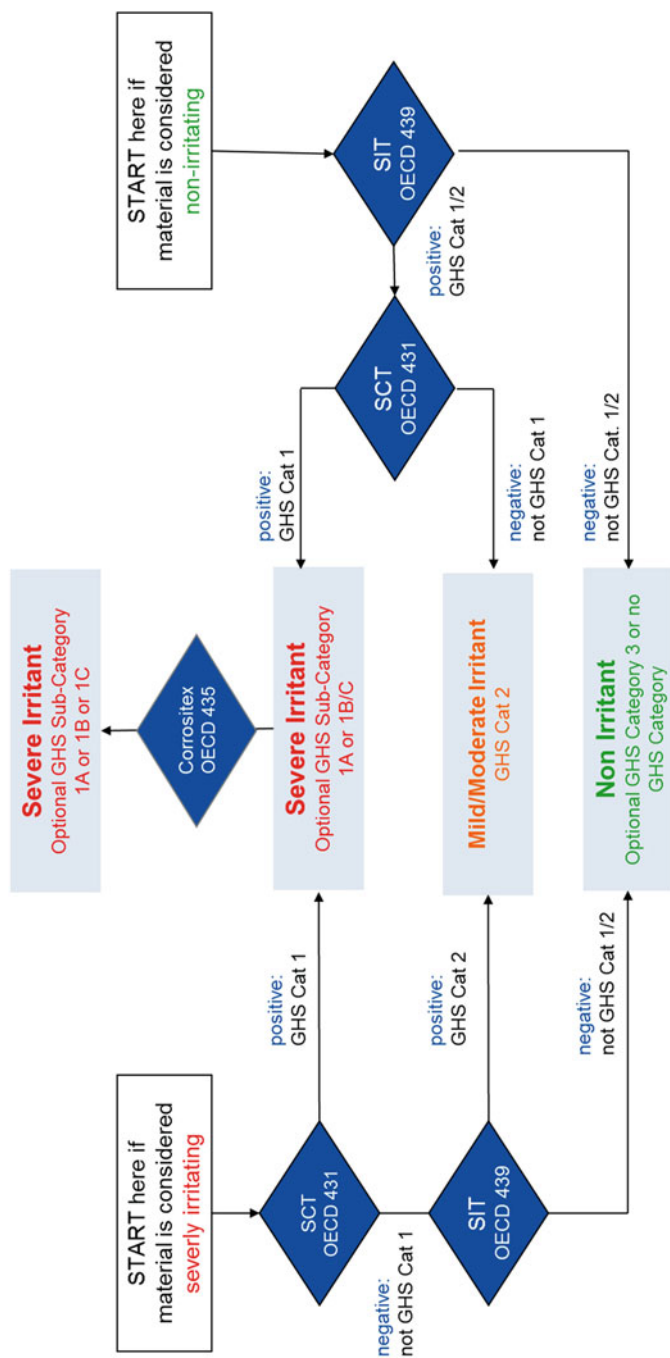 START here if
material is considered
severly irritating
SCT
OECD 431
positive:
GHS Cat 1
negative:
not GHS Cat 1
SIT
OECD 439
positive:
GHS Cat 2
negative:
not GHS Cat 1/2
Severe Irritant
Optional GHS Sub-Category
1A or 1B or 1C
Corrositex
OECD 435
Severe Irritant
Optional GHS Sub-Category
1A or 1B/C
Mild/Moderate Irritant
GHS Cat 2
Non Irritant
Optional GHS Category 3 or no
GHS Category
START here if
material is considered
non-irritating
SIT
OECD 439
positive:
GHS Cat 1/2
SCT
OECD 431
positive:
GHS Cat 1
negative:
not GHS Cat 1
negative:
not GHS Cat. 1/2